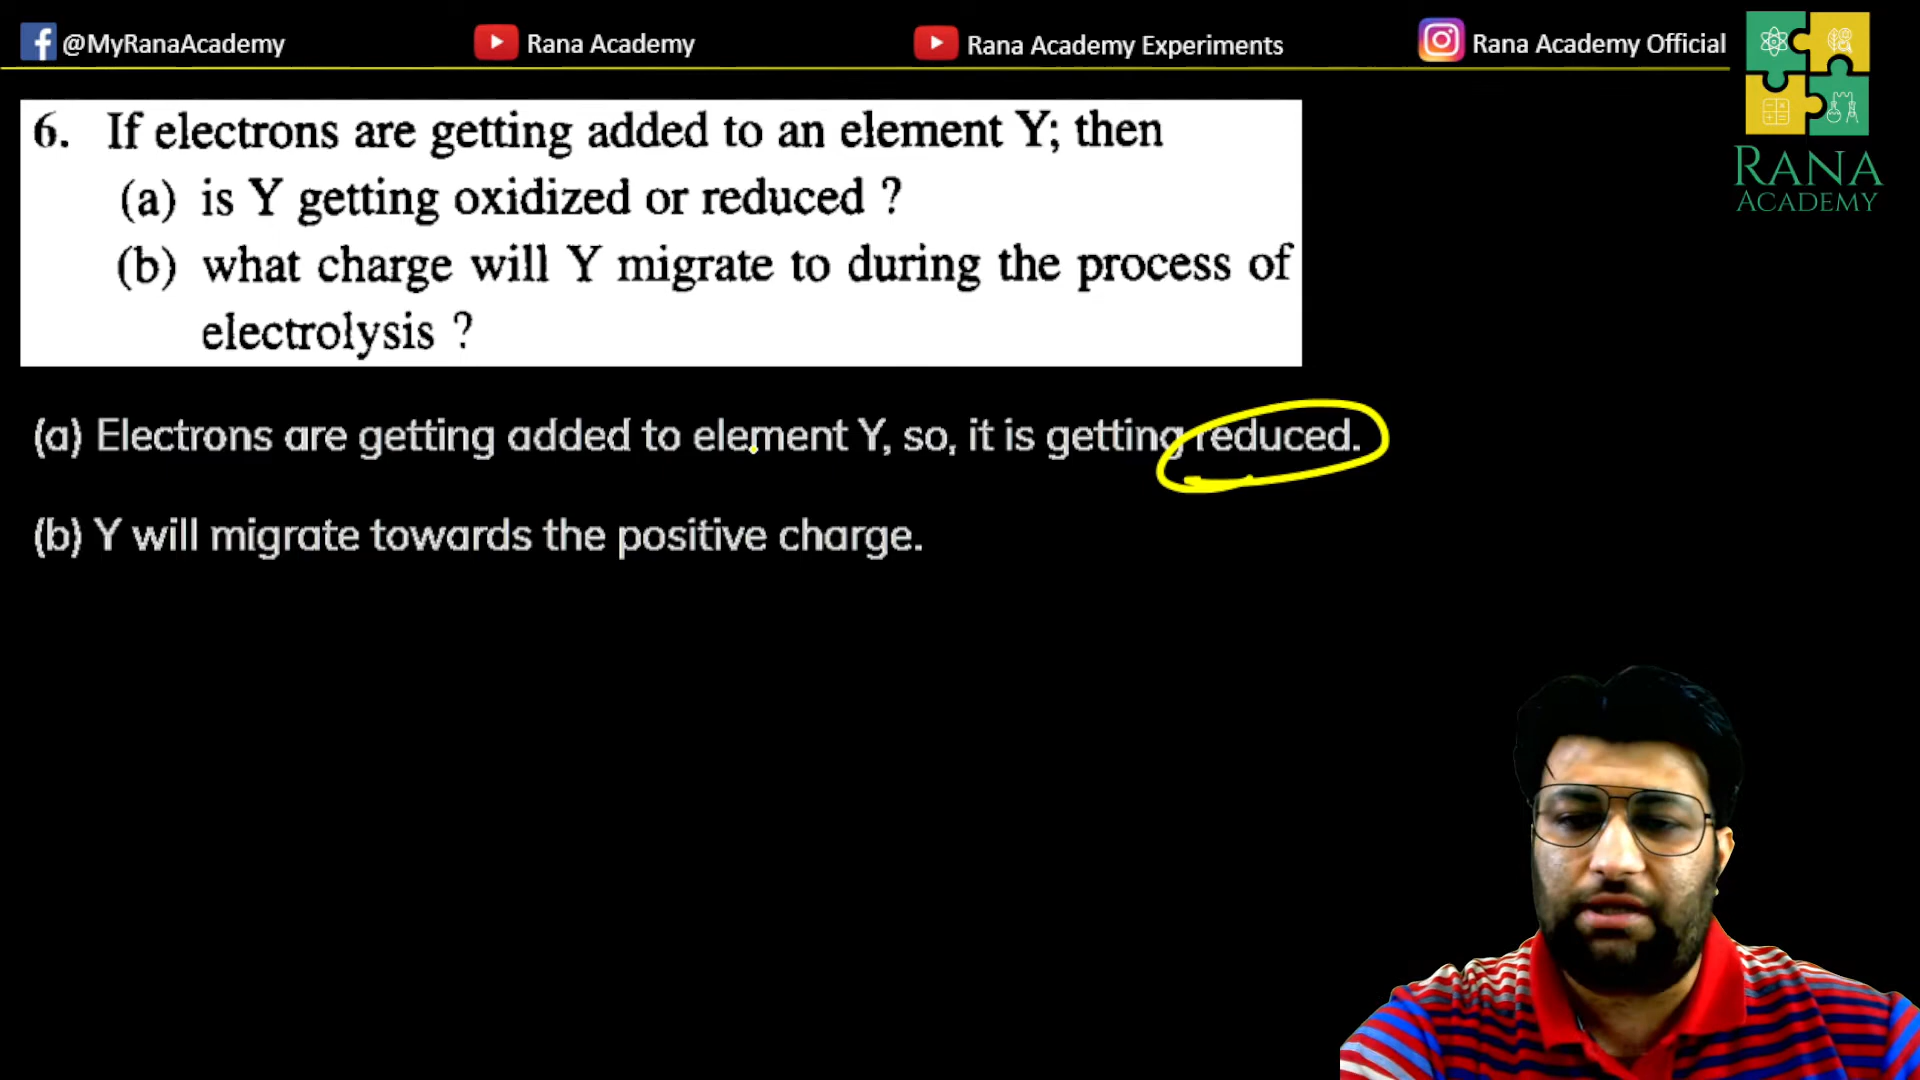 @MyRanaAcademy
Rana Academy
Rana Academy Experiments
Rana Academy Official
RANA
ACADEMY
6. If electrons are getting added to an element Y; then
(a) is Y getting oxidized or reduced ?
(b) what charge will Y migrate to during the process of
electrolysis ?
(a) Electrons are getting added to element Y, so, it is getting reduced.
(b) Y will migrate towards the positive charge.